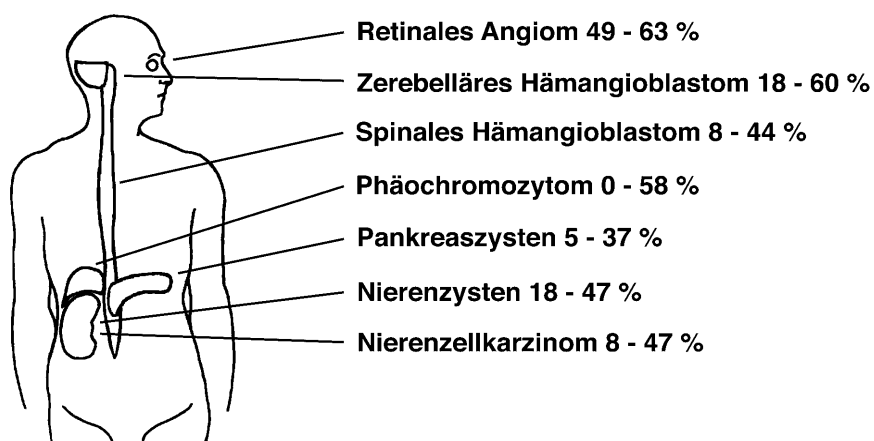 Retinales Angiom 49 - 63 %
Zerebelläres Hämangioblastom 18 - 60 %
Spinales Hämangioblastom 8 - 44 %
Phäochromozytom 0 - 58 %
Pankreaszysten 5 - 37 %
Nierenzysten 18 - 47 %
Nierenzellkarzinom 8 - 47 %